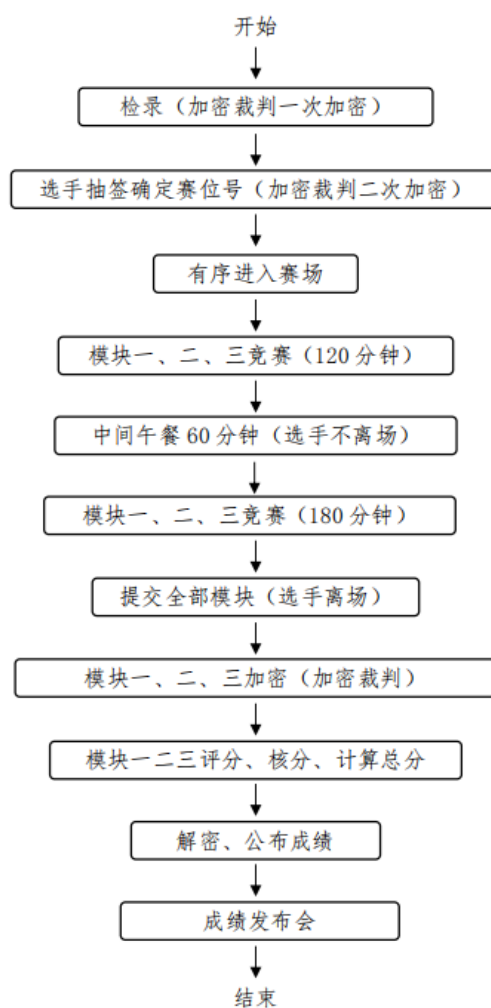 开始
检录（加密裁判一次加密）
选手抽签确定赛位号（加密裁判二次加密）
有序进入赛场
模块一、二、三竞赛（120分钟）
中间午餐60分钟（选手不离场）
模块一、二、三竞赛（180分钟）
提交全部模块（选手离场）
模块一、二、三加密（加密裁判）
模块一二三评分、核分、计算总分
解密、公布成绩
成绩发布会
结束